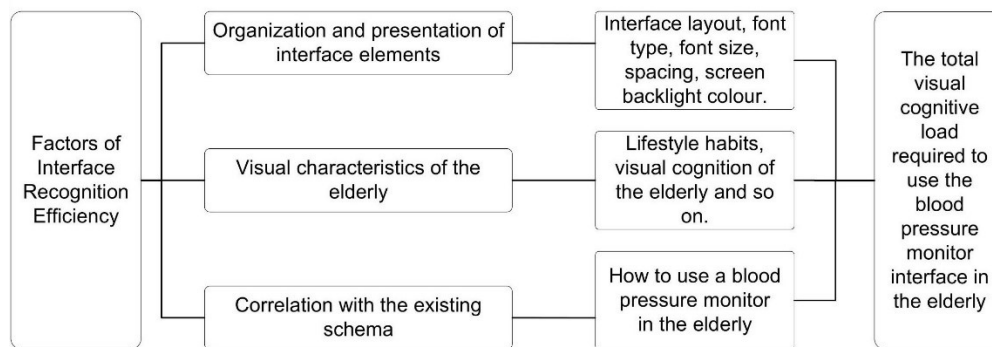 Factors of
Interface
Recognition
Efficiency
Organization and presentation of
interface elements
Interface layout, font
type, font size,
spacing, screen
backlight colour.
Visual characteristics of the
elderly
Lifestyle habits,
visual cognition of
the elderly and so
on.
Correlation with the existing
schema
How to use a blood
pressure monitor
in the elderly
The total
visual
cognitive
load
required to
use the
blood
pressure
monitor
interface in
the elderly